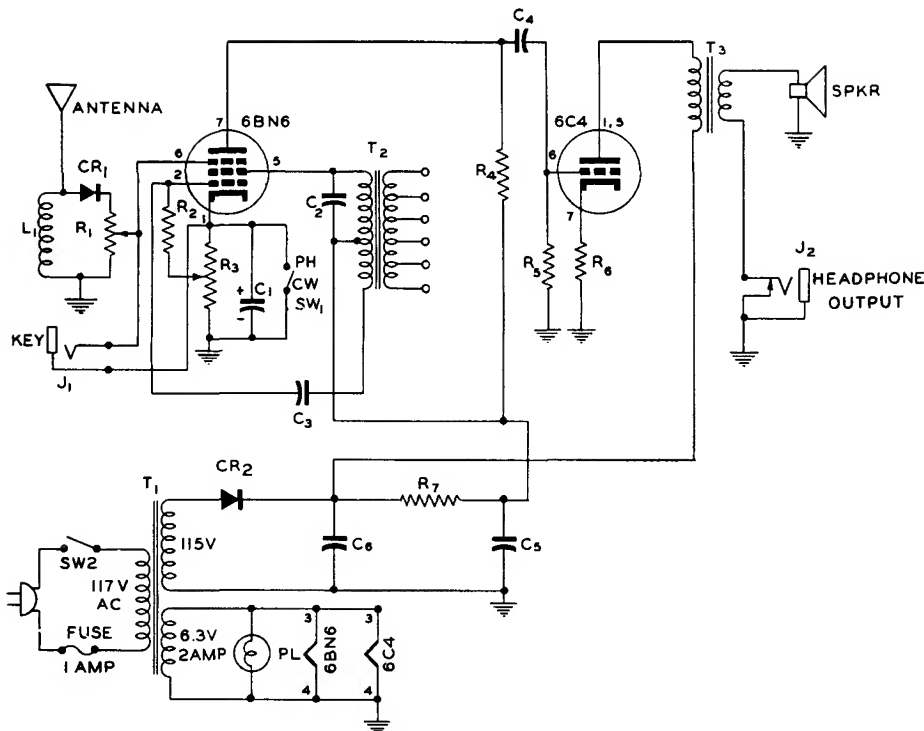 C4
T3
ANTENNA
7
6BN6
6C4
1, 5
SPKR
6
5
T2
CR1
2
C2
R4
6
L1
R1
R2
1
7
R3
C1
+
-
PH
CW
SW1
R5
R6
J2
HEADPHONE
OUTPUT
KEY
J1
C3
CR2
T1
R7
115V
C6
C5
SW2
117V
AC
FUSE
1 AMP
6.3V
2AMP
PL
3
6BN6
4
3
6C4
4